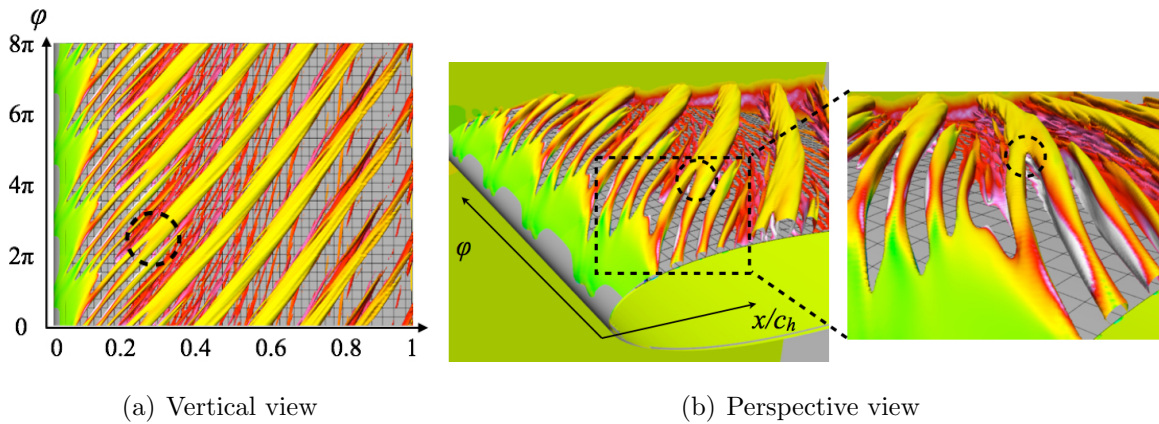 φ
8π
6π
4π
2π
0
0 0.2 0.4 0.6 0.8 1
φ
x/c_h
(a) Vertical view
(b) Perspective view